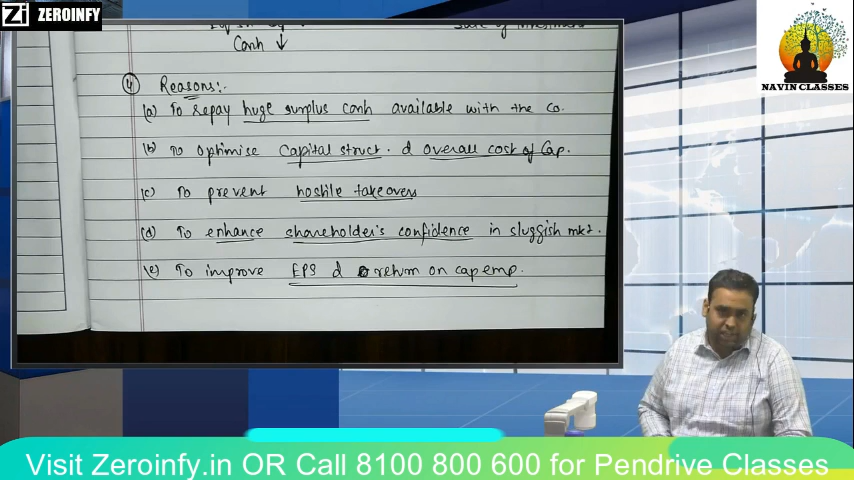 Zi ZEROINFY
Cash ↓
NAVIN CLASSES
(4) Reasons:-
(a) To repay huge surplus cash available with the co.
(b) To optimise capital struct. & overall cost of Cap.
(c) To prevent hostile takeovers
(d) To enhance shareholder's confidence in sluggish mkt.
(e) To improve EPS & return on cap emp.
Visit Zeroinfy.in OR Call 8100 800 600 for Pendrive Classes